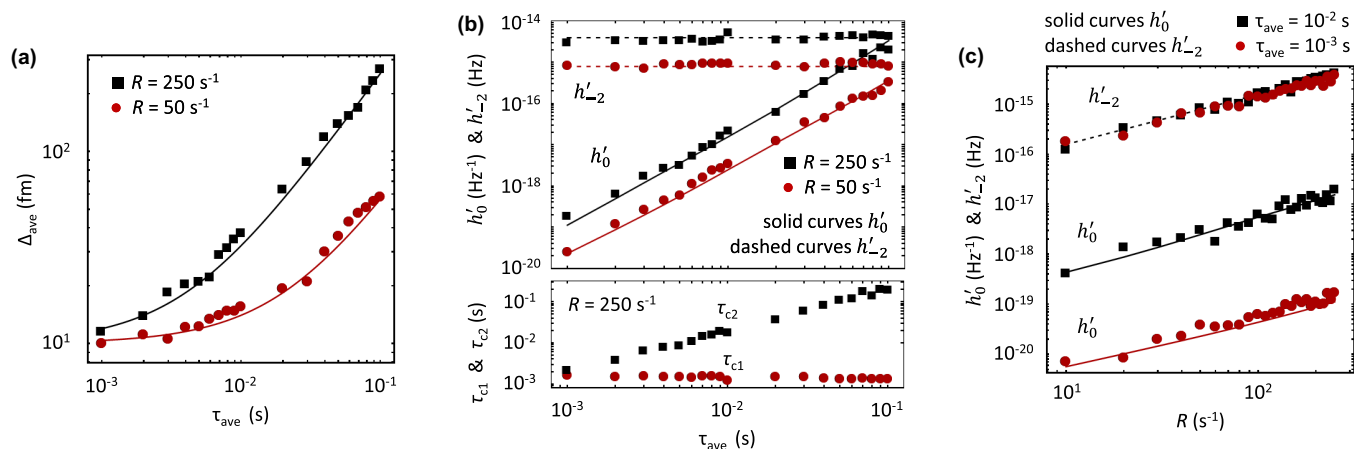 (a)
R = 250 s⁻¹
R = 50 s⁻¹
10²
10¹
Δave (fm)
10⁻³
10⁻²
10⁻¹
τave (s)
(b)
10⁻¹⁴
10⁻¹⁶
10⁻¹⁸
10⁻²⁰
h′0 (Hz⁻¹) & h′−2 (Hz)
h′−2
h′0
R = 250 s⁻¹
R = 50 s⁻¹
solid curves h′0
dashed curves h′−2
R = 250 s⁻¹
τc2
τc1
10⁻¹
10⁻²
10⁻³
τc1 & τc2 (s)
10⁻³
10⁻²
10⁻¹
τave (s)
solid curves h′0
dashed curves h′−2
τave = 10⁻² s
τave = 10⁻³ s
(c)
10⁻¹⁵
10⁻¹⁶
10⁻¹⁷
10⁻¹⁸
10⁻¹⁹
10⁻²⁰
h′0 (Hz⁻¹) & h′−2 (Hz)
h′−2
h′0
h′0
10¹
10²
R (s⁻¹)